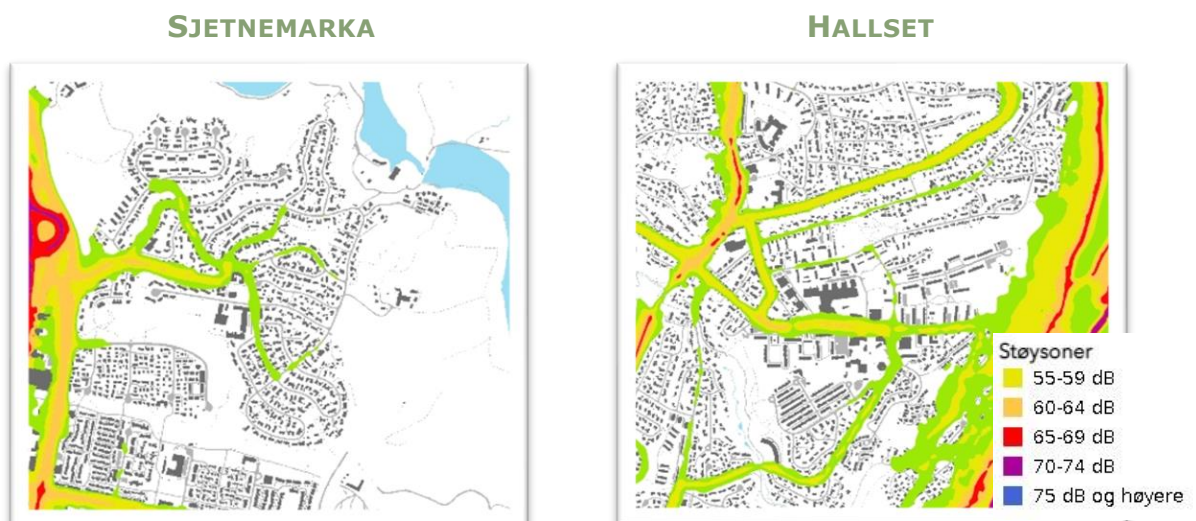 SJETNEMARKA
HALLSET
Støysoner
55-59 dB
60-64 dB
65-69 dB
70-74 dB
75 dB og høyere